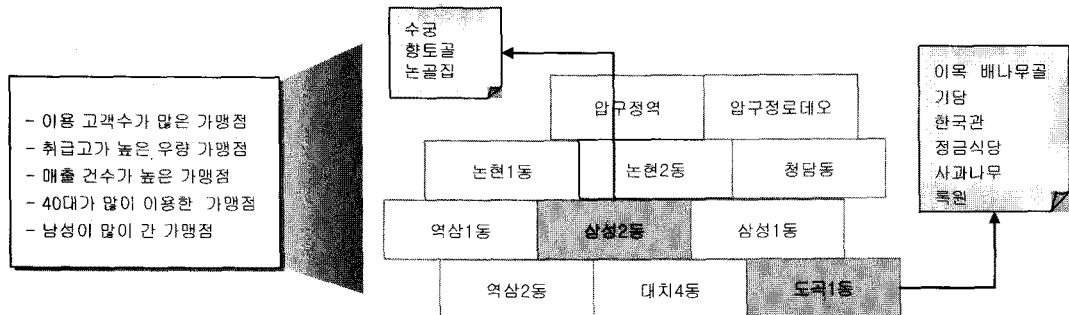 - 이용 고객수가 많은 가맹점
- 취급고가 높은 우량 가맹점
- 매출 건수가 높은 가맹점
- 40대가 많이 이용한 가맹점
- 남성이 많이 간 가맹점
수궁
향토골
논골집
압구정역 압구정로데오
논현1동 논현2동 청담동
역삼1동 삼성2동 삼성1동
역삼2동 대치4동 도곡1동
이목 배나무골
기담
한국관
정금식당
사과나무
록원